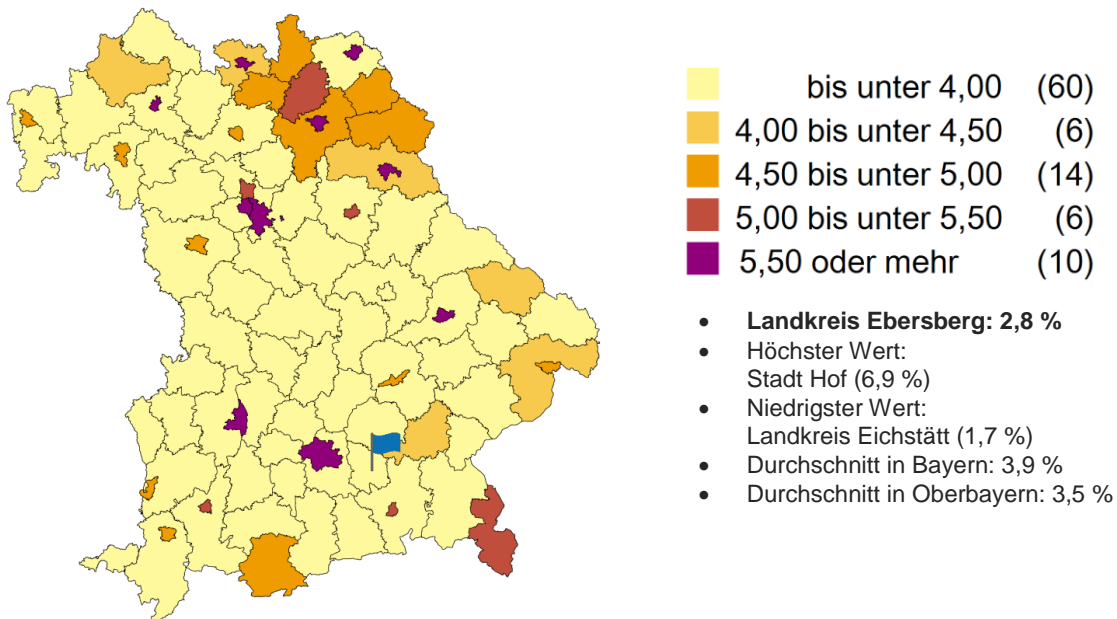 bis unter 4,00 (60)
4,00 bis unter 4,50 (6)
4,50 bis unter 5,00 (14)
5,00 bis unter 5,50 (6)
5,50 oder mehr (10)
• Landkreis Ebersberg: 2,8 %
• Höchster Wert:
Stadt Hof (6,9 %)
• Niedrigster Wert:
Landkreis Eichstätt (1,7 %)
• Durchschnitt in Bayern: 3,9 %
• Durchschnitt in Oberbayern: 3,5 %